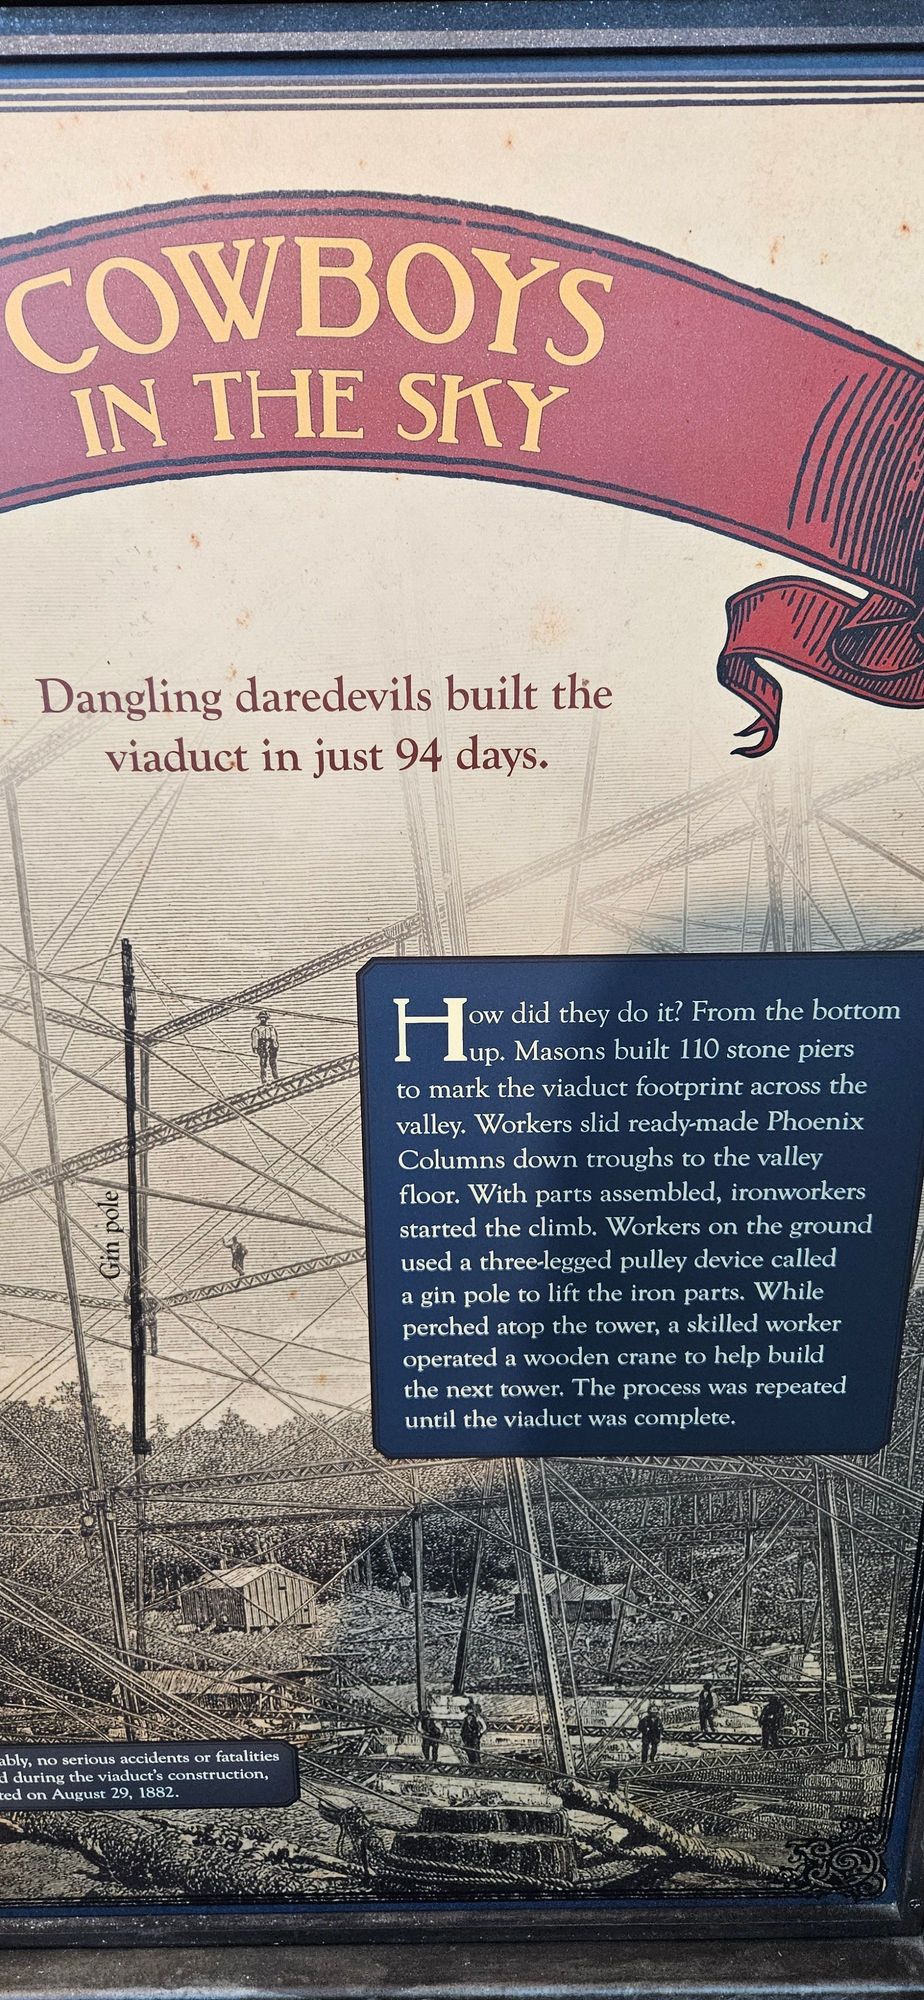 COWBOYS
IN THE SKY
Dangling daredevils built the
viaduct in just 94 days.
Gin pole
How did they do it? From the bottom
up. Masons built 110 stone piers
to mark the viaduct footprint across the
valley. Workers slid ready-made Phoenix
Columns down troughs to the valley
floor. With parts assembled, ironworkers
started the climb. Workers on the ground
used a three-legged pulley device called
a gin pole to lift the iron parts. While
perched atop the tower, a skilled worker
operated a wooden crane to help build
the next tower. The process was repeated
until the viaduct was complete.
ably, no serious accidents or fatalities
d during the viaduct's construction,
ted on August 29, 1882.